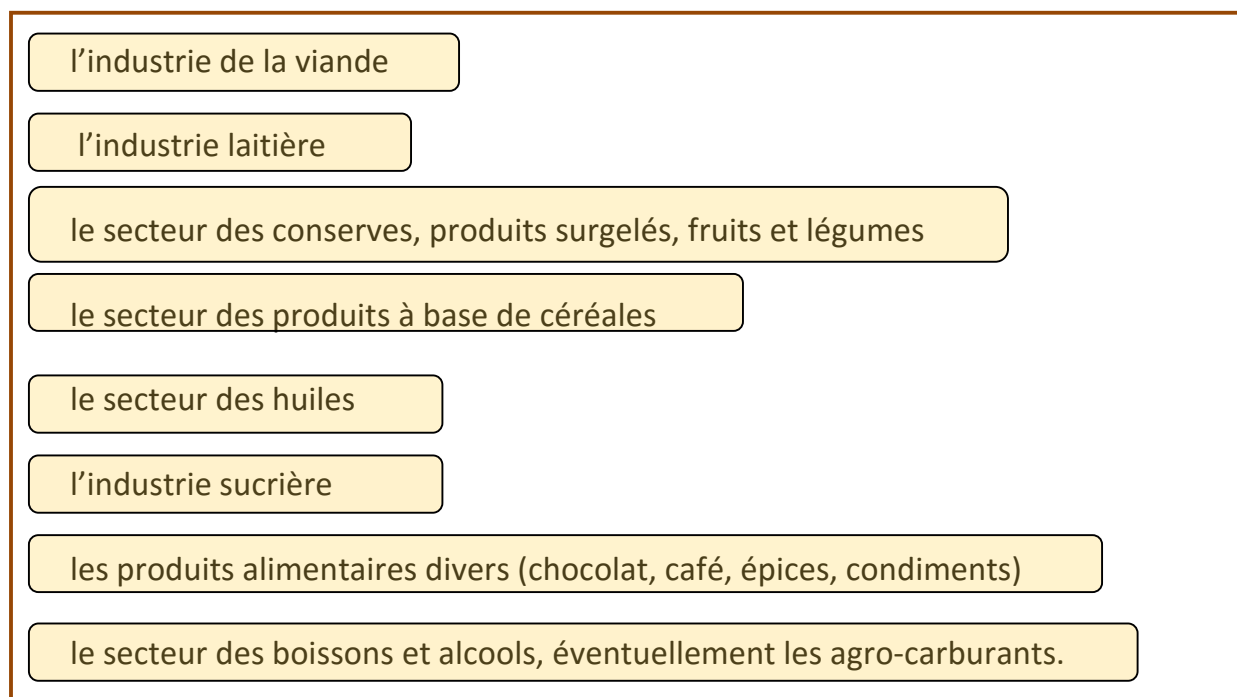 l’industrie de la viande
l’industrie laitière
le secteur des conserves, produits surgelés, fruits et légumes
le secteur des produits à base de céréales
le secteur des huiles
l’industrie sucrière
les produits alimentaires divers (chocolat, café, épices, condiments)
le secteur des boissons et alcools, éventuellement les agro-carburants.